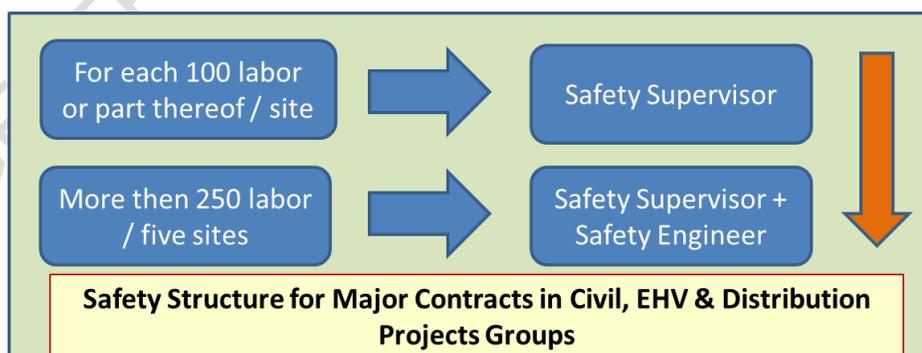 For each 100 labor
or part thereof / site
Safety Supervisor
More then 250 labor
/ five sites
Safety Supervisor +
Safety Engineer
Safety Structure for Major Contracts in Civil, EHV & Distribution
Projects Groups